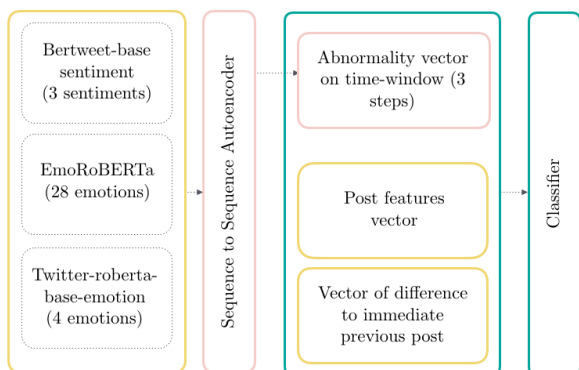 Bertweet-base
sentiment
(3 sentiments)
EmoRoBERTa
(28 emotions)
Twitter-roberta-
base-emotion
(4 emotions)
Sequence to Sequence Autoencoder
Abnormality vector
on time-window (3
steps)
Post features
vector
Vector of difference
to immediate
previous post
Classifier